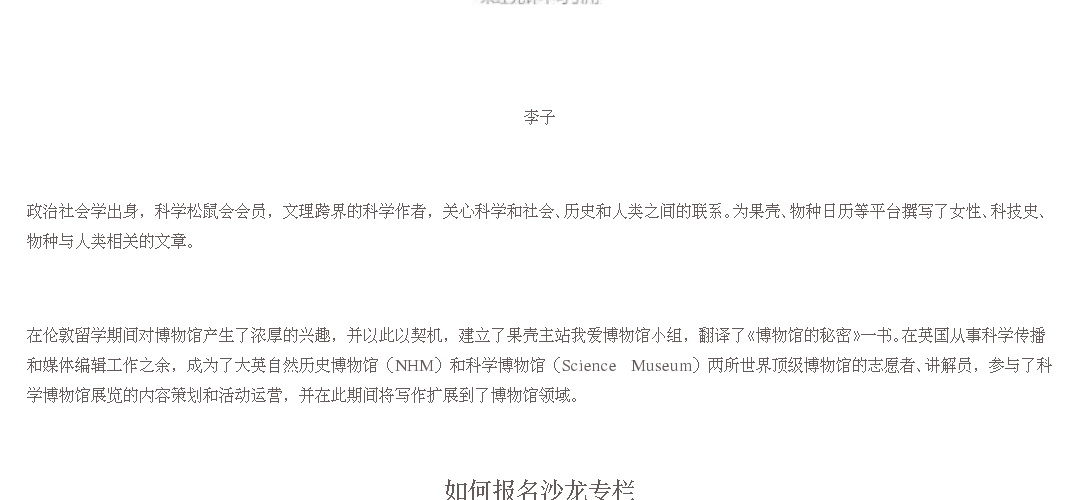 李子
政治社会学出身，科学松鼠会会员，文理跨界的科学作者，关心科学和社会、历史和人类之间的联系。为果壳、物种日历等平台撰写了女性、科技史、
物种与人类相关的文章。
在伦敦留学期间对博物馆产生了浓厚的兴趣，并以此以契机，建立了果壳主站我爱博物馆小组，翻译了《博物馆的秘密》一书。在英国从事科学传播
和媒体编辑工作之余，成为了大英自然历史博物馆（NHM）和科学博物馆（Science Museum）两所世界顶级博物馆的志愿者、讲解员，参与了科
学博物馆展览的内容策划和活动运营，并在此期间将写作扩展到了博物馆领域。
如何报名沙龙专栏